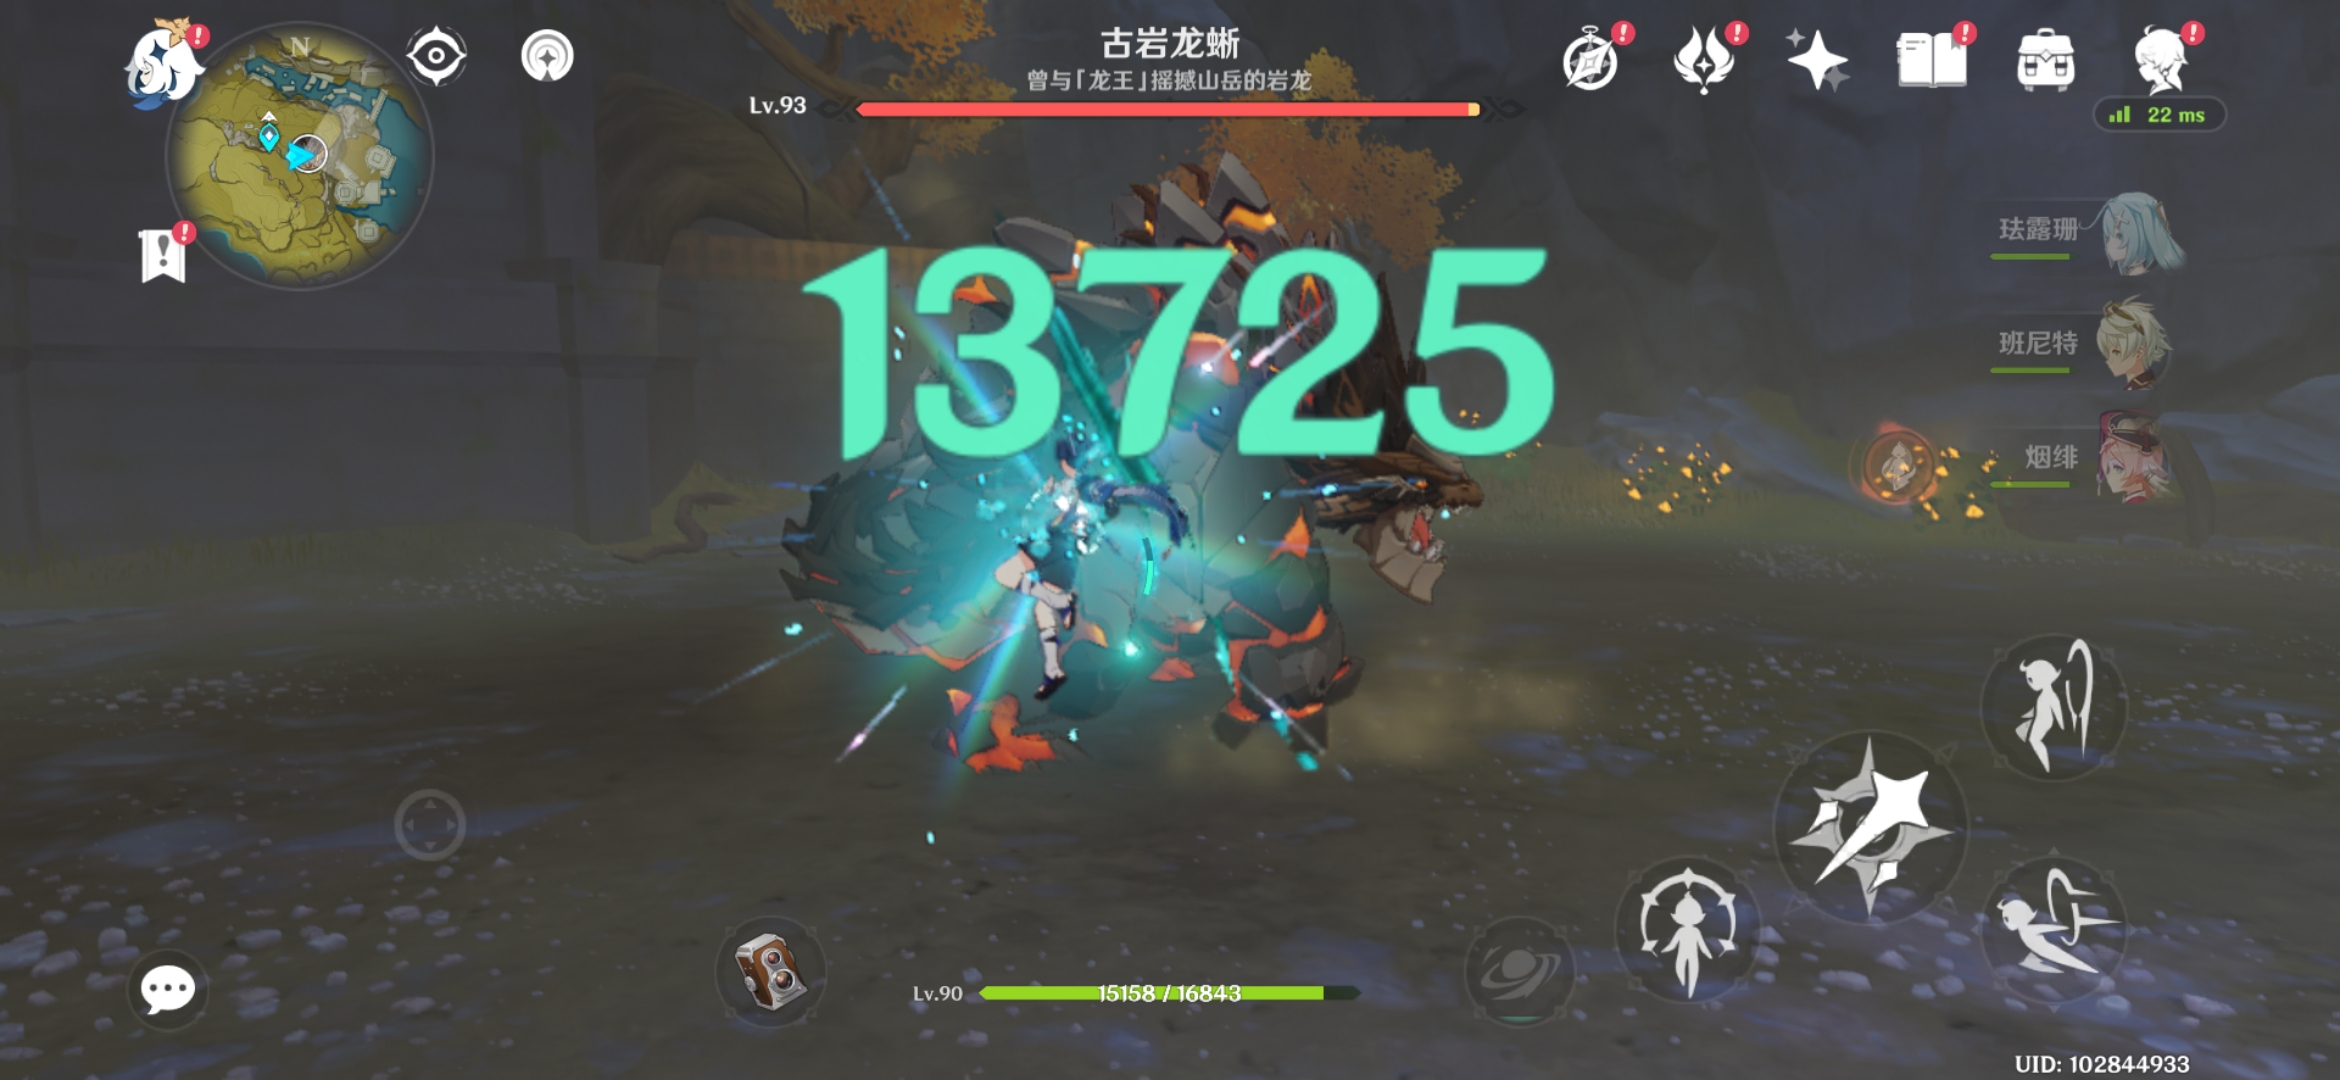 N
古岩龙蜥
曾与「龙王」摇撼山岳的岩龙
Lv.93
22 ms
珐露珊
班尼特
烟绯
13725
Lv.90
15158 / 16843
UID: 102844933